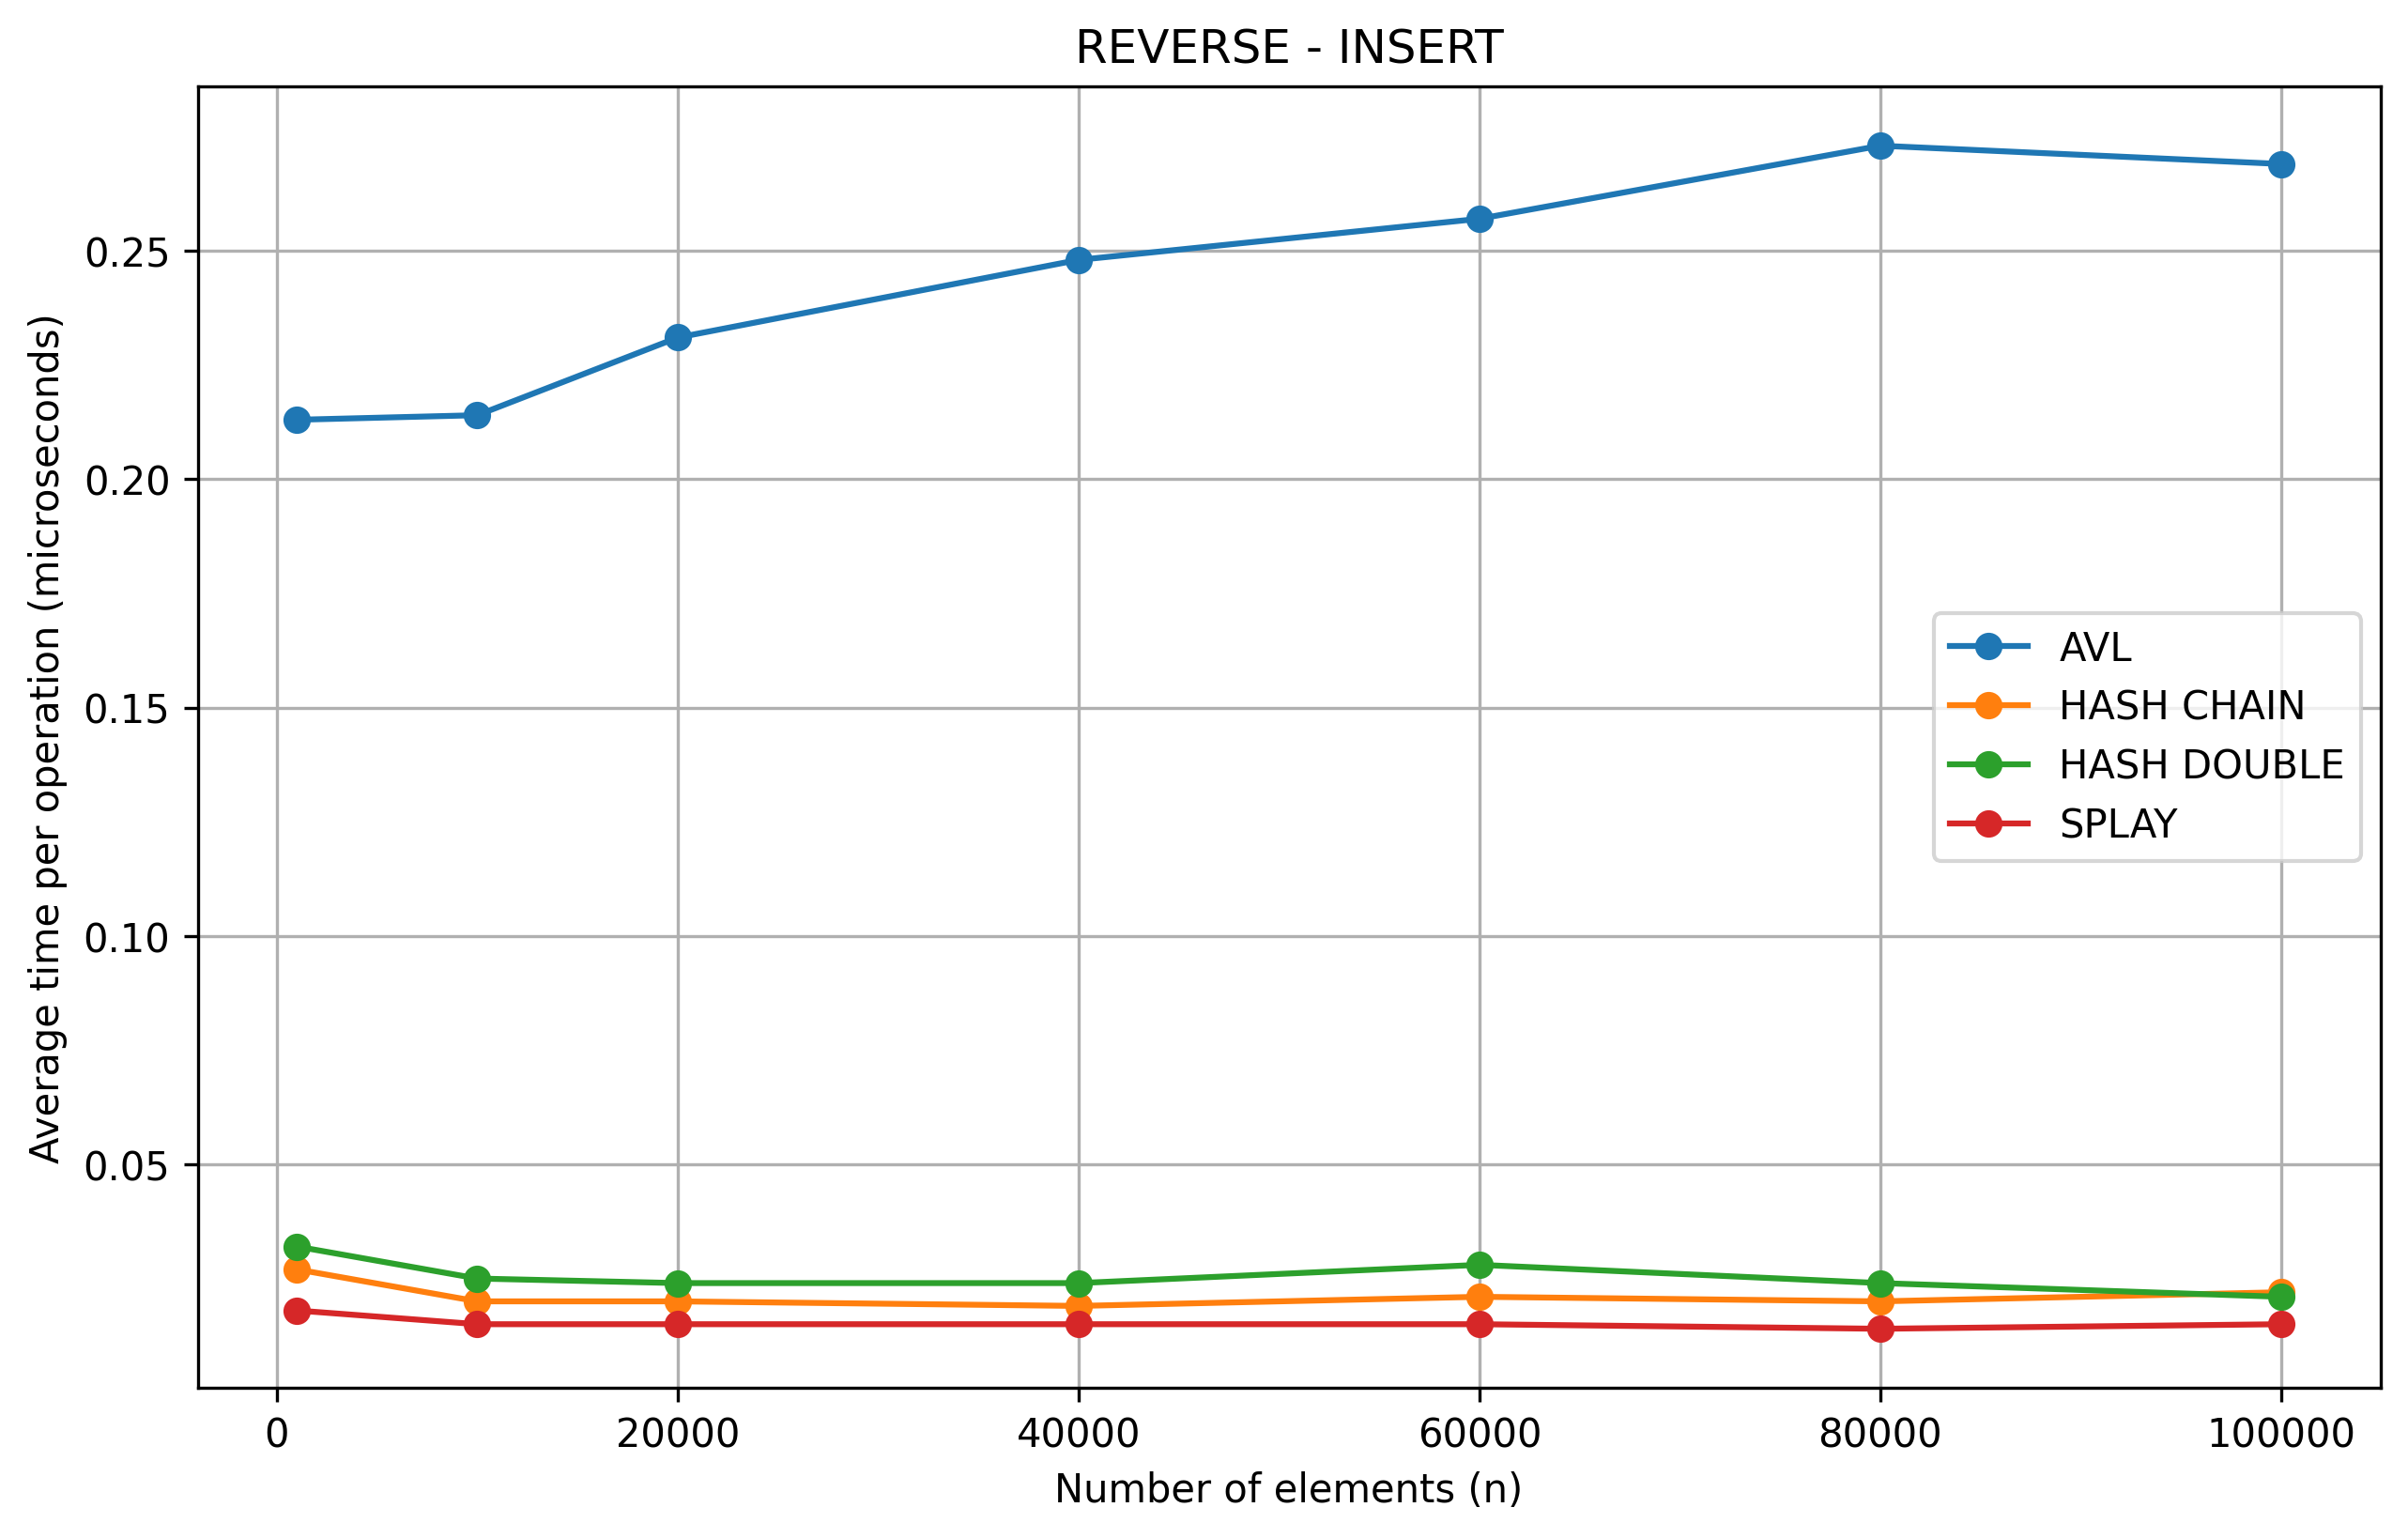 REVERSE - INSERT
Average time per operation (microseconds)
0.25
0.20
0.15
0.10
0.05
AVL
HASH CHAIN
HASH DOUBLE
SPLAY
0 20000 40000 60000 80000 100000
Number of elements (n)